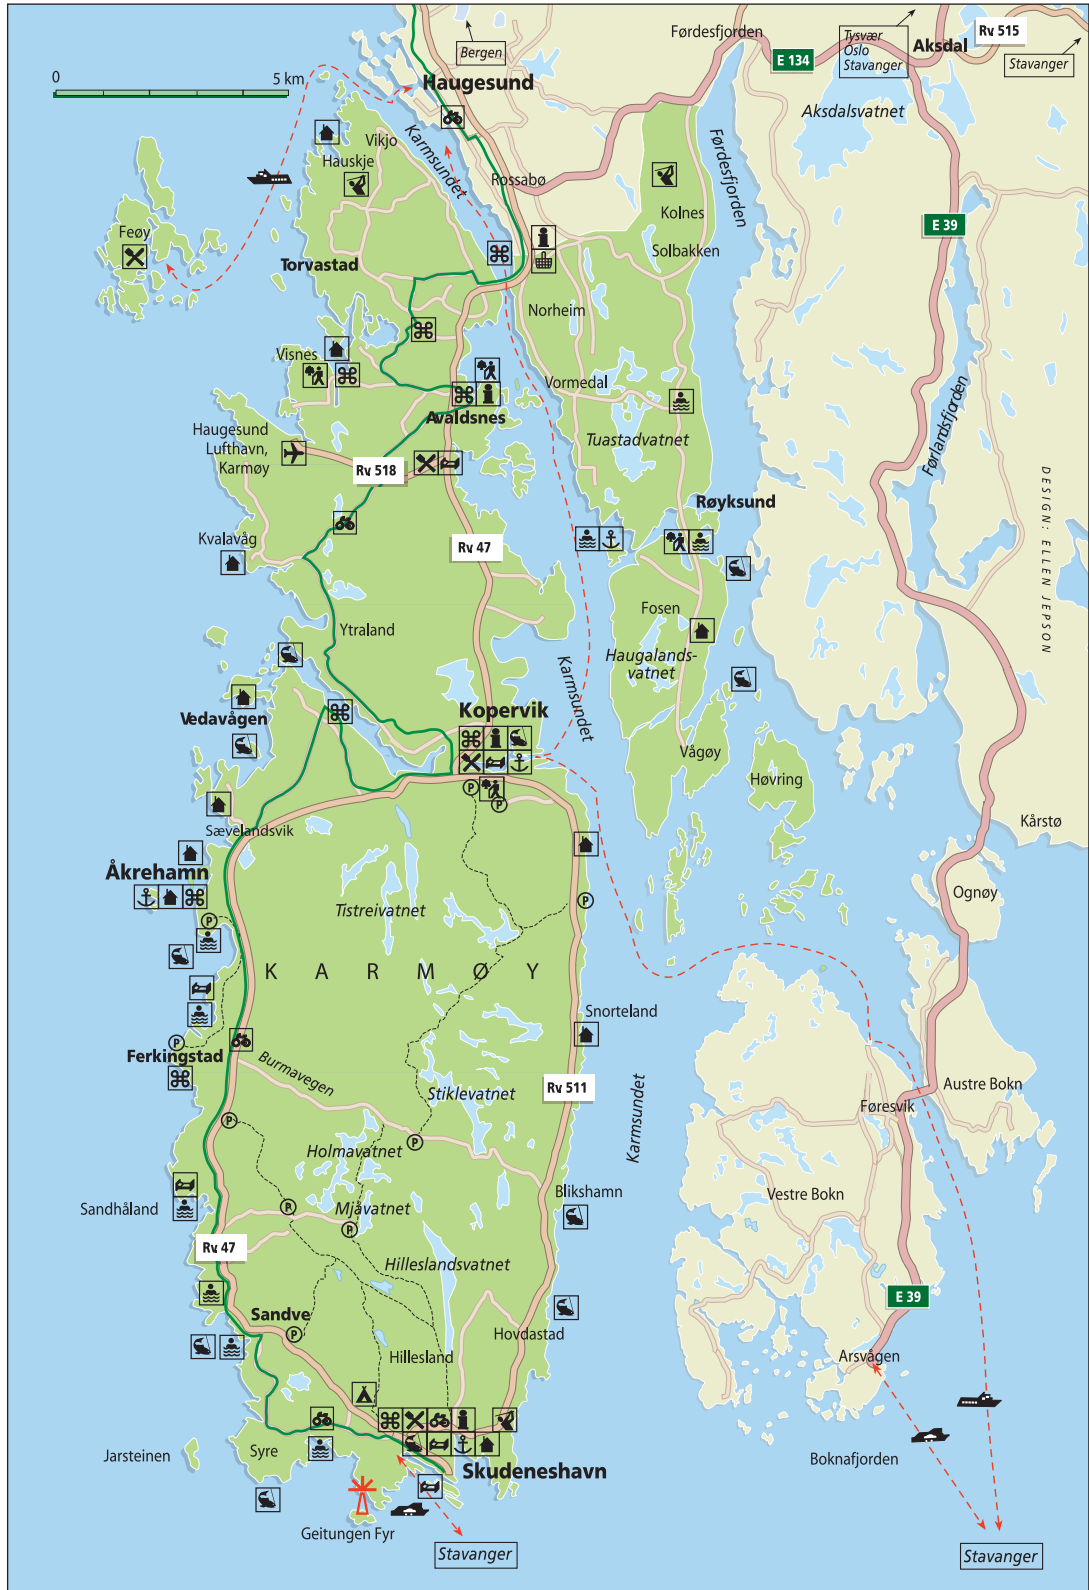 Bergen
Førdesfjorden
Tysvær
Oslo
Stavanger
Aksdal
Rv 515
Stavanger
E 134
0
5 km
Haugesund
Aksdalsvatnet
Karmsundet
Vikjo
Hauskje
Førdesfjorden
Rossabø
Kolnes
Feøy
Solbakken
E 39
Torvastad
Norheim
Visnes
Vormedal
Avaldsnes
Haugesund
Lufthavn,
Karmøy
Tuastadvatnet
Førlandsfjorden
Rv 518
Røyksund
DESIGN: ELLEN JEPSON
Kvalavåg
Rv 47
Fosen
Ytraland
Haugalands-
vatnet
Karmsundet
Vedavågen
Kopervik
Vågøy
Høvring
P
P
Sævelandsvik
Kårstø
Åkrehamn
Ognøy
P
Tistreivatnet
P
KARMØY
Snorteland
P
Ferkingstad
Burmavegen
Stiklevatnet
Rv 511
Austre Bokn
Karmsundet
Føresvik
P
P
Holmavatnet
Blikshamn
Vestre Bokn
Sandhåland
P
Mjåvatnet
P
Rv 47
Hilleslandsvatnet
E 39
Sandve
P
Hovdastad
Hillesland
Arsvågen
Jarsteinen
Syre
Boknafjorden
Skudeneshavn
Geitungen Fyr
Stavanger
Stavanger